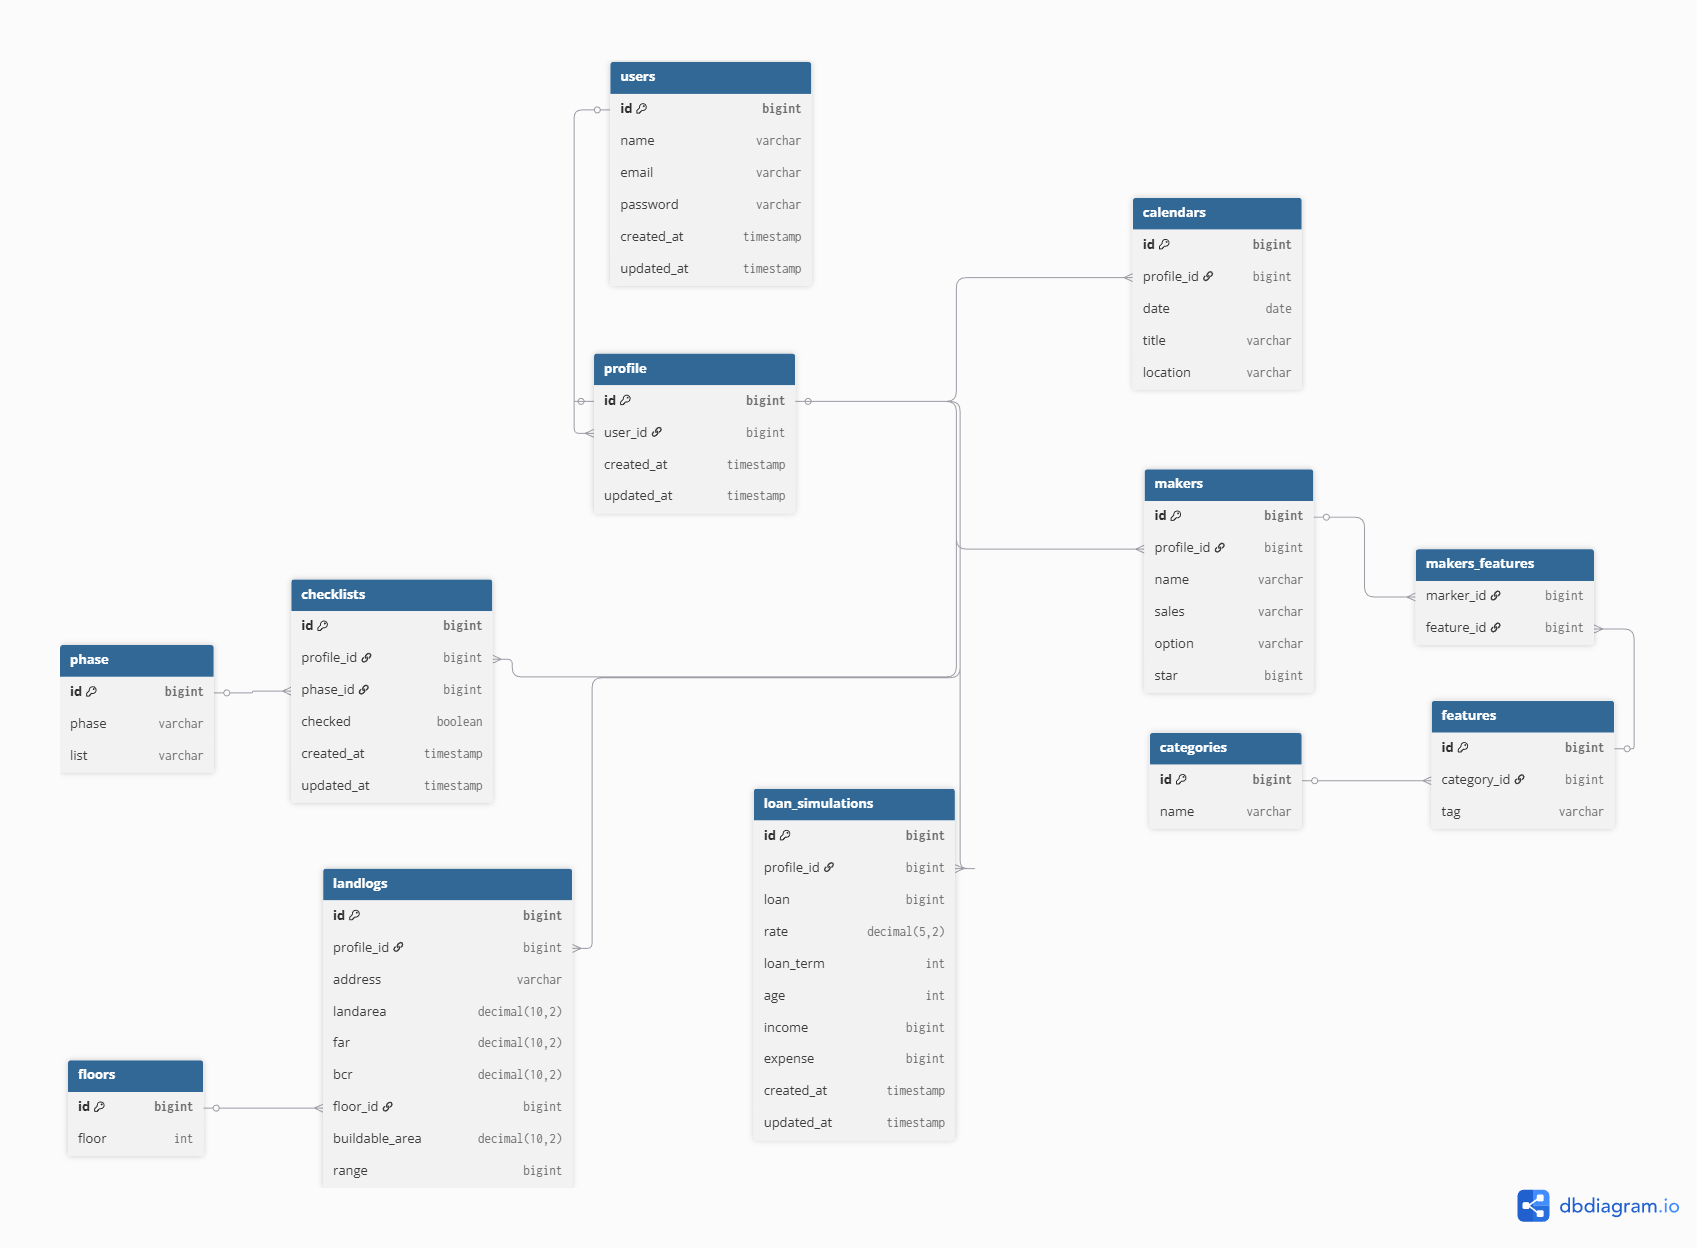 users
id bigint
name varchar
email varchar
password varchar
created_at timestamp
updated_at timestamp
profile
id bigint
user_id bigint
created_at timestamp
updated_at timestamp
calendars
id bigint
profile_id bigint
date date
title varchar
location varchar
makers
id bigint
profile_id bigint
name varchar
sales varchar
option varchar
star bigint
makers_features
marker_id bigint
feature_id bigint
features
id bigint
category_id bigint
tag varchar
categories
id bigint
name varchar
checklists
id bigint
profile_id bigint
phase_id bigint
checked boolean
created_at timestamp
updated_at timestamp
phase
id bigint
phase varchar
list varchar
loan_simulations
id bigint
profile_id bigint
loan bigint
rate decimal(5,2)
loan_term int
age int
income bigint
expense bigint
created_at timestamp
updated_at timestamp
landlogs
id bigint
profile_id bigint
address varchar
landarea decimal(10,2)
far decimal(10,2)
bcr decimal(10,2)
floor_id bigint
buildable_area decimal(10,2)
range bigint
floors
id bigint
floor int
dbdiagram.io